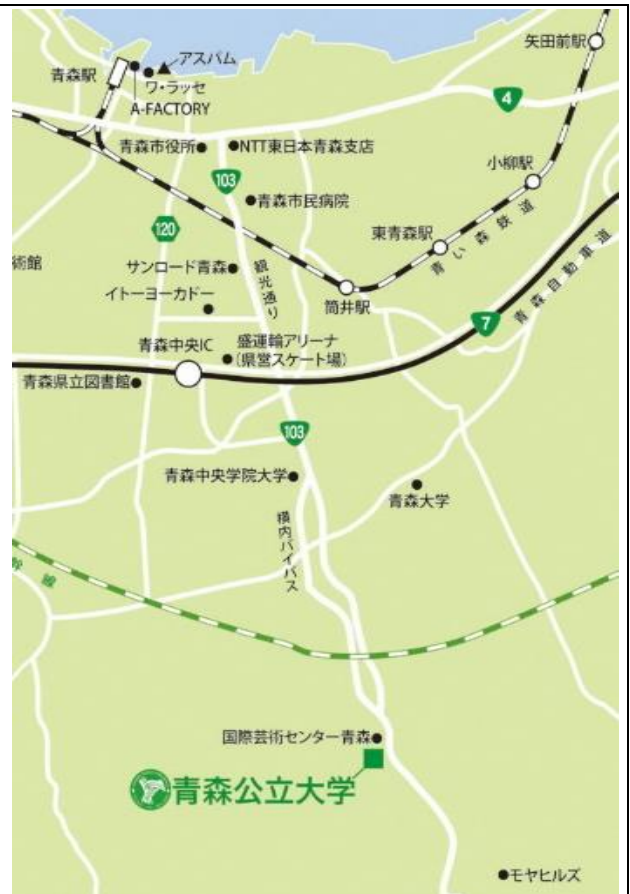 矢田前駅
アスパム
青森駅
ワ・ラッセ
A-FACTORY
4
青森市役所
NTT東日本青森支店
小柳駅
103
青森市民病院
120
東青森駅
青い森鉄道
術館
サンロード青森
観光通り
イトーヨーカドー
筒井駅
青森自動車道
7
青森中央IC
盛運輸アリーナ
(県営スケート場)
青森県立図書館
103
青森中央学院大学
青森大学
横内バイパス
幹線
国際芸術センター青森
青森公立大学
モヤヒルズ